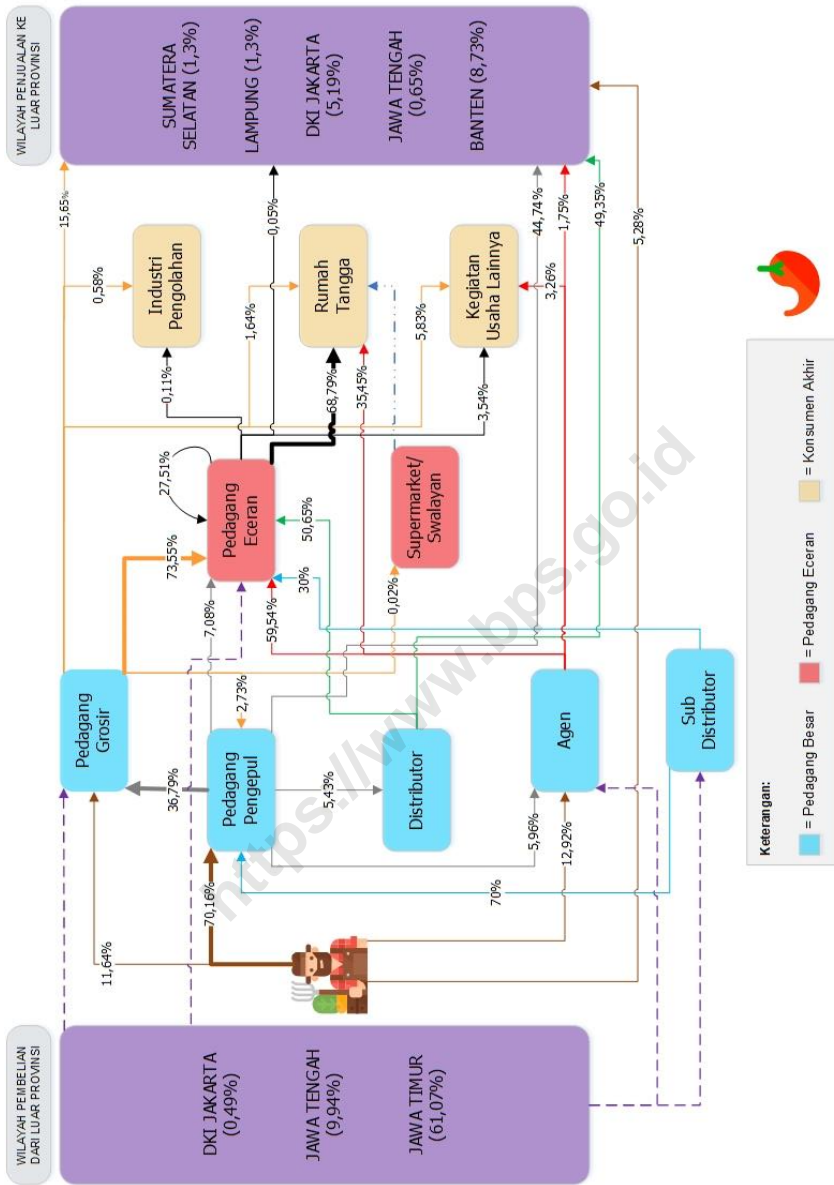 WILAYAH PEMBELIAN
DARI LUAR PROVINSI
DKI JAKARTA
(0,49%)
JAWA TENGAH
(9,94%)
JAWA TIMUR
(61,07%)
11,64%
70,16%
12,92%
5,28%
Pedagang
Grosir
36,79%
Pedagang
Pengepul
5,43%
Distributor
5,96%
70%
Agen
Sub
Distributor
73,55%
7,08%
2,73%
59,54%
30%
50,65%
0,02%
27,51%
Pedagang
Eceran
Supermarket/
Swalayan
15,65%
0,58%
0,11%
1,64%
68,79%
35,45%
5,83%
3,54%
0,05%
3,26%
44,74%
1,75%
49,35%
Industri
Pengolahan
Rumah
Tangga
Kegiatan
Usaha Lainnya
WILAYAH PENJUALAN KE
LUAR PROVINSI
SUMATERA
SELATAN (1,3%)
LAMPUNG (1,3%)
DKI JAKARTA
(5,19%)
JAWA TENGAH
(0,65%)
BANTEN (8,73%)
Keterangan:
= Pedagang Besar
= Pedagang Eceran
= Konsumen Akhir
https://www.bps.go.id